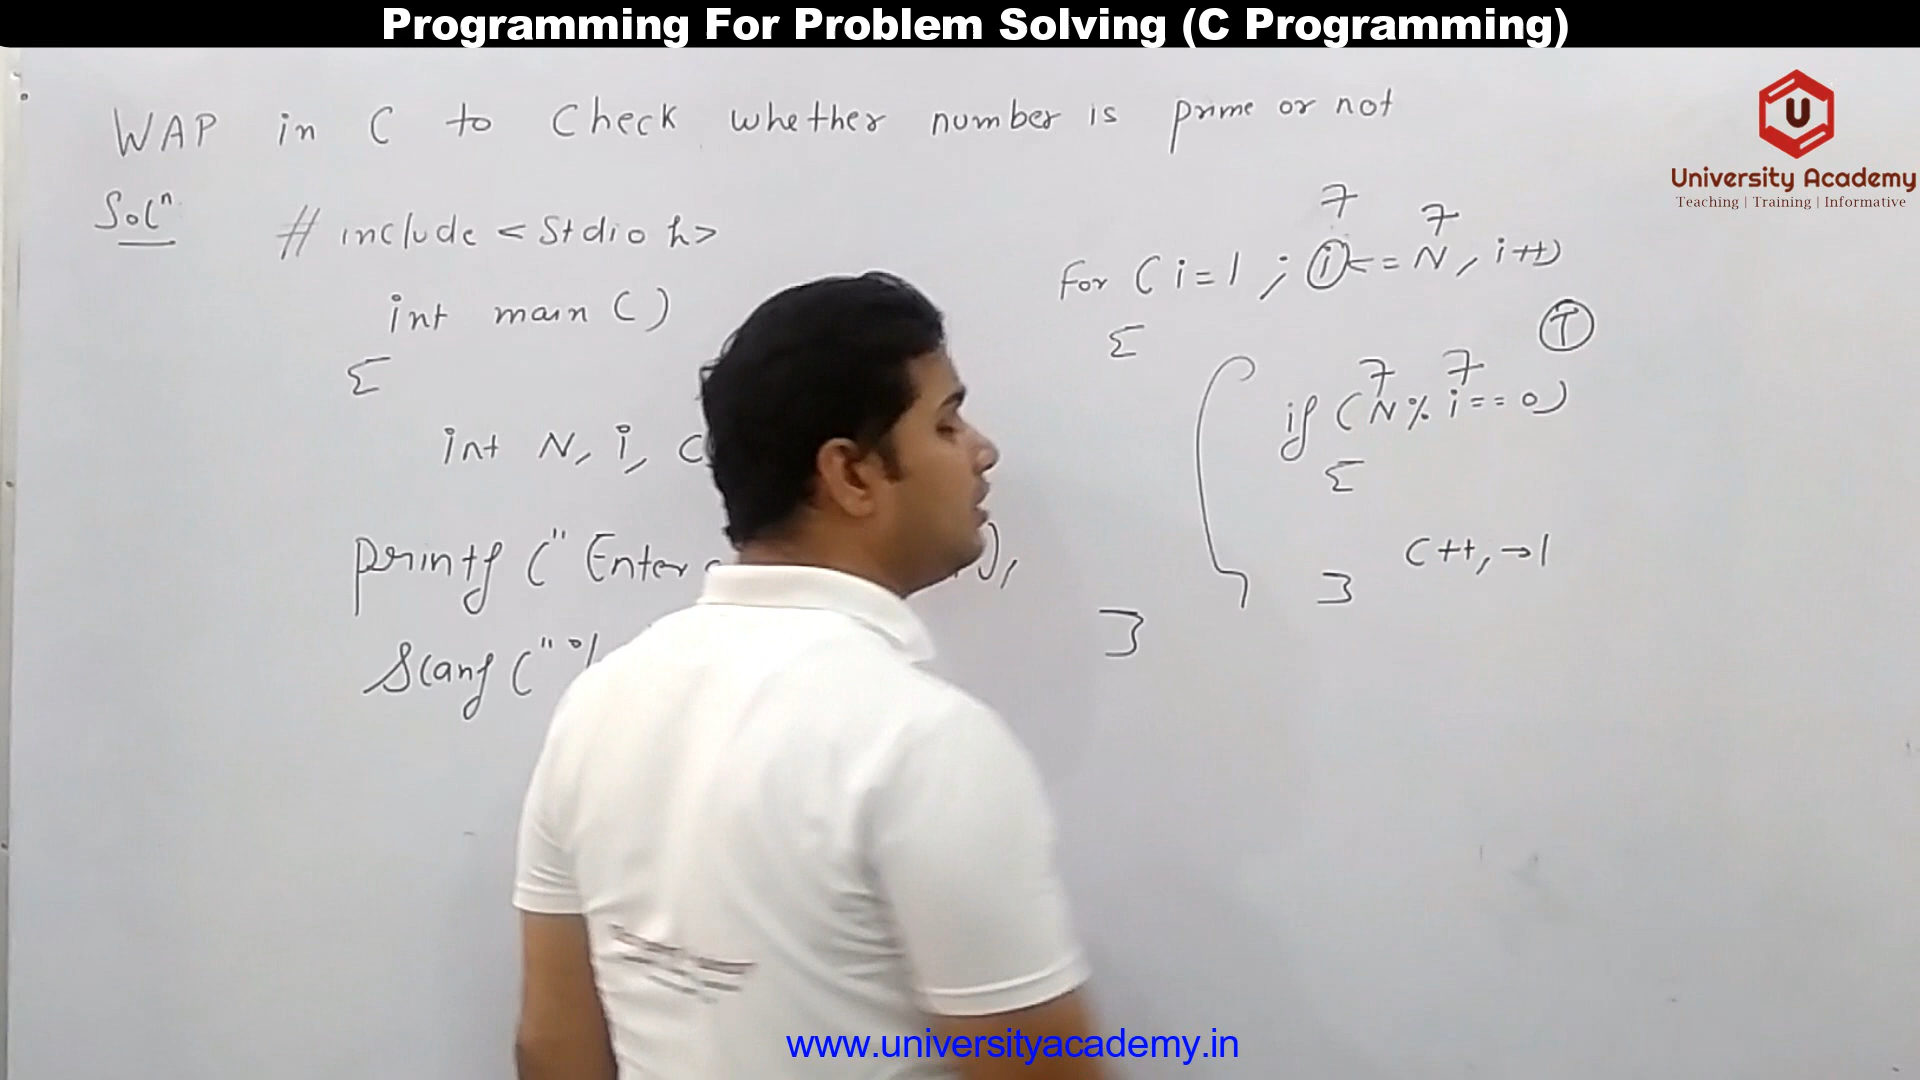 Programming For Problem Solving (C Programming)
WAP in C to Check whether number is prime or not
Solⁿ
# include <Stdio h>
int main ()
{
int N, i, C
printf (" Enter ),
Scanf (" %
7 7
for (i=1 ; i<=N, i++)
{
T
7 7
if (N % i==0)
{
C++, →1
}
}
U
University Academy
Teaching | Training | Informative
www.universityacademy.in